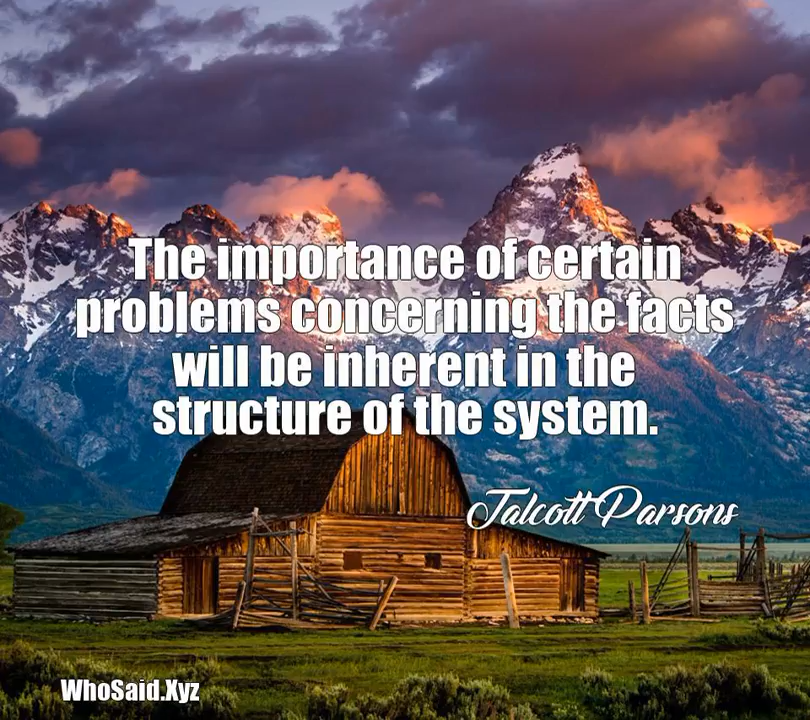 The importance of certain
problems concerning the facts
will be inherent in the
structure of the system.
Talcott Parsons
WhoSaid.Xyz